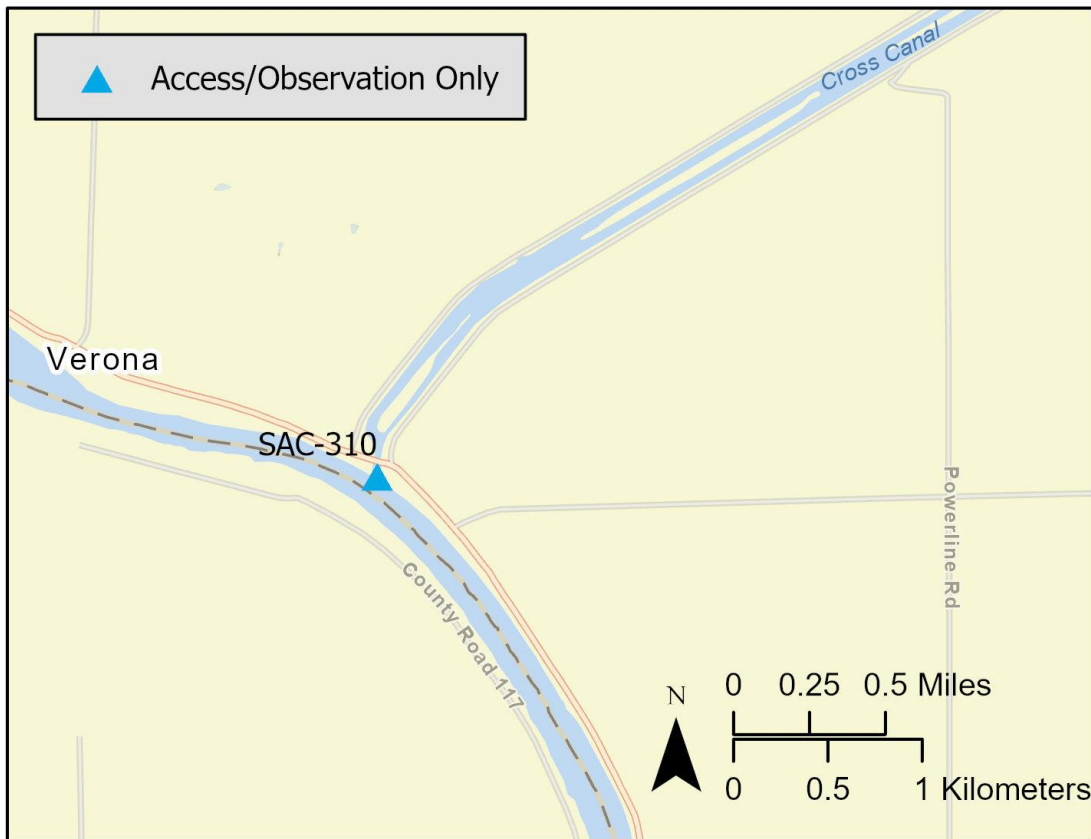 Access/Observation Only
Cross Canal
Verona
SAC-310
Powerline Rd
County Road 117
N
0 0.25 0.5 Miles
0 0.5 1 Kilometers